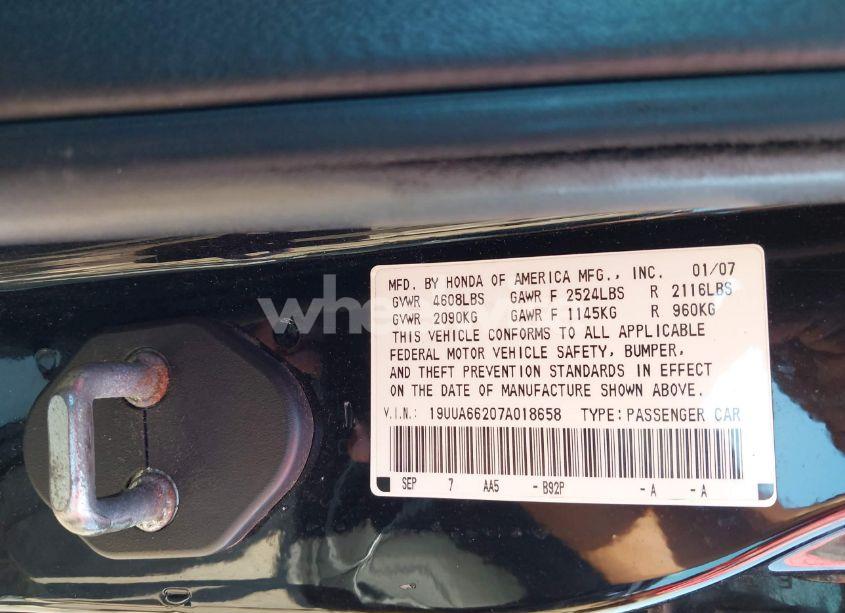 MFD. BY HONDA OF AMERICA MFG., INC. 01/07
GVWR 4608LBS GAWR F 2524LBS R 2116LBS
GVWR 2090KG GAWR F 1145KG R 960KG
THIS VEHICLE CONFORMS TO ALL APPLICABLE
FEDERAL MOTOR VEHICLE SAFETY, BUMPER,
AND THEFT PREVENTION STANDARDS IN EFFECT
ON THE DATE OF MANUFACTURE SHOWN ABOVE.
V.I.N.: 19UUA66207A018658 TYPE:PASSENGER CAR
SEP 7 AA5 -B92P -A -A